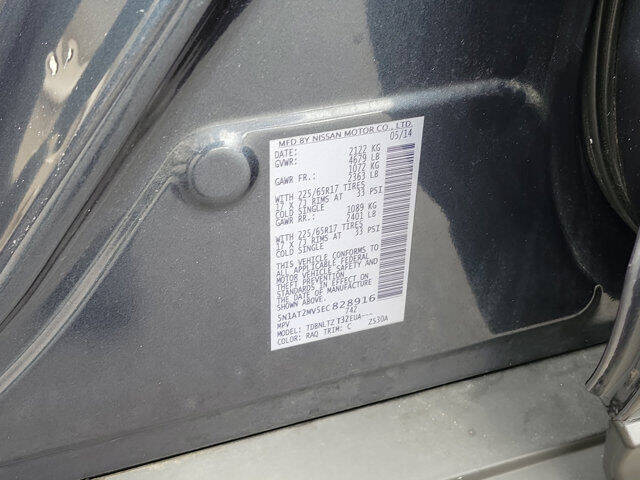 MFD BY NISSAN MOTOR CO., LTD.
DATE: 05/14
GVWR: 2122 KG
4679 LB
GAWR FR.: 1072 KG
2363 LB
WITH 225/65R17 TIRES
17 X 7J RIMS AT 33 PSI
COLD SINGLE
GAWR RR.: 1089 KG
2401 LB
WITH 225/65R17 TIRES
17 X 7J RIMS AT 33 PSI
COLD SINGLE
THIS VEHICLE CONFORMS TO
ALL APPLICABLE FEDERAL
MOTOR VEHICLE SAFETY AND
THEFT PREVENTION
STANDARDS IN EFFECT ON
THE DATE OF MANUFACTURE
SHOWN ABOVE.
5N1AT2MV5EC828916
MPV 74Z
MODEL: TDBNLTZ T32EUA---
COLOR: RAQ TRIM: C Z530A